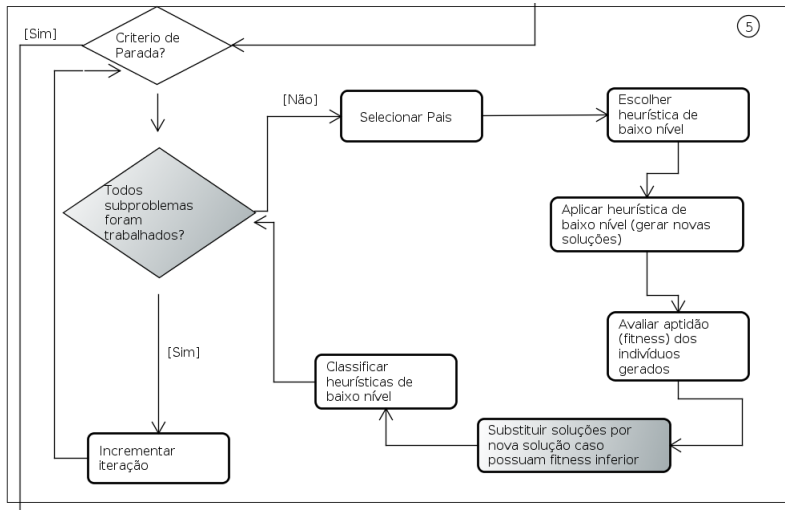 [Sim]
Criterio de
Parada?
5
[Não]
Selecionar Pais
Escolher
heurística de
baixo nível
Todos
subproblemas
foram
trabalhados?
Aplicar heurística de
baixo nível (gerar novas
soluções)
Avaliar aptidão
(fitness) dos
indivíduos
gerados
[Sim]
Classificar
heurísticas de
baixo nível
Substituir soluções por
nova solução caso
possuam fitness inferior
Incrementar
iteração